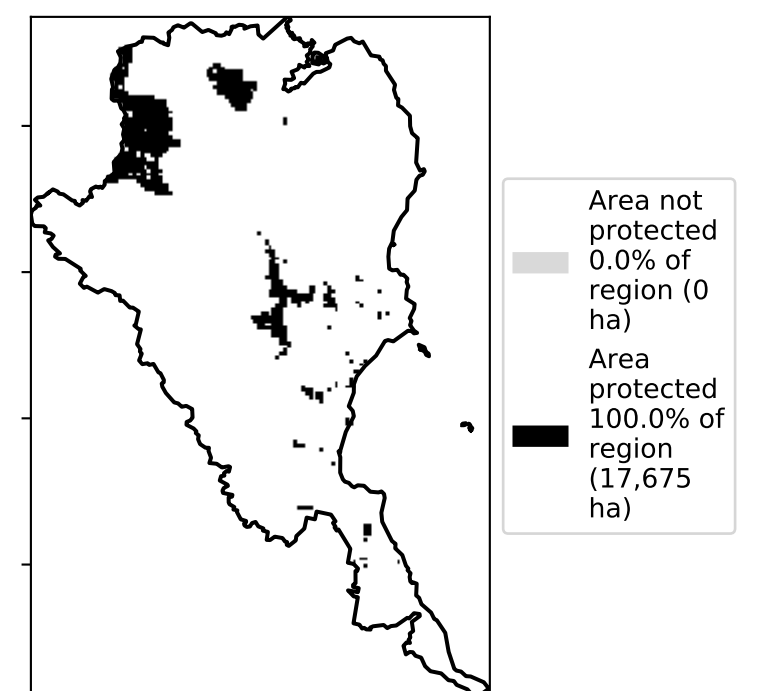 Area not
protected
0.0% of
region (0
ha)
Area
protected
100.0% of
region
(17,675
ha)